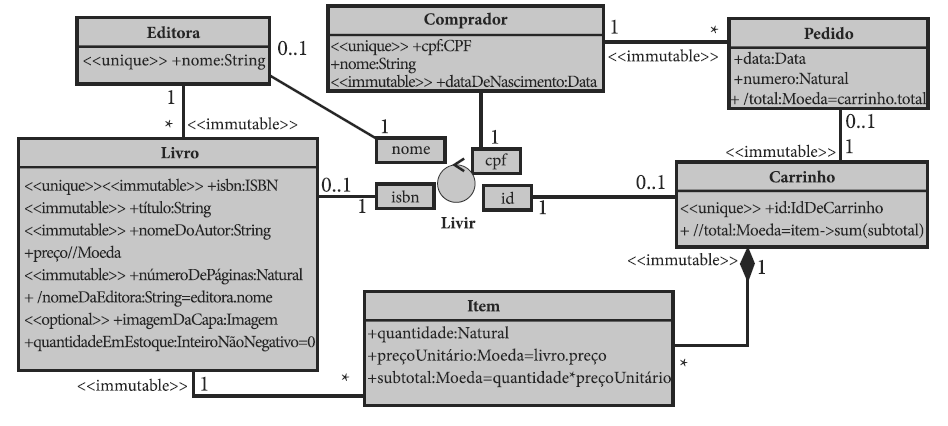 Editora
<<unique>> +nome:String
0..1
1
*
<<immutable>>
Comprador
<<unique>> +cpf:CPF
+nome:String
<<immutable>> +dataDeNascimento:Data
1
*
<<immutable>>
Pedido
+data:Data
+numero:Natural
+ /total:Moeda=carrinho.total
0..1
1
<<immutable>>
1
nome
1
cpf
isbn
id
Livir
0..1
1
1
0..1
Livro
<<unique>><<immutable>> +isbn:ISBN
<<immutable>> +título:String
<<immutable>> +nomeDoAutor:String
+preço//Moeda
<<immutable>> +númeroDePáginas:Natural
+ /nomeDaEditora:String=editora.nome
<<optional>> +imagemDaCapa:Imagem
+quantidadeEmEstoque:InteiroNãoNegativo=0
Carrinho
<<unique>> +id:IdDeCarrinho
+ //total:Moeda=item->sum(subtotal)
<<immutable>>
1
*
Item
+quantidade:Natural
+preçoUnitário:Moeda=livro.preço
+subtotal:Moeda=quantidade*preçoUnitário
<<immutable>>
1
*